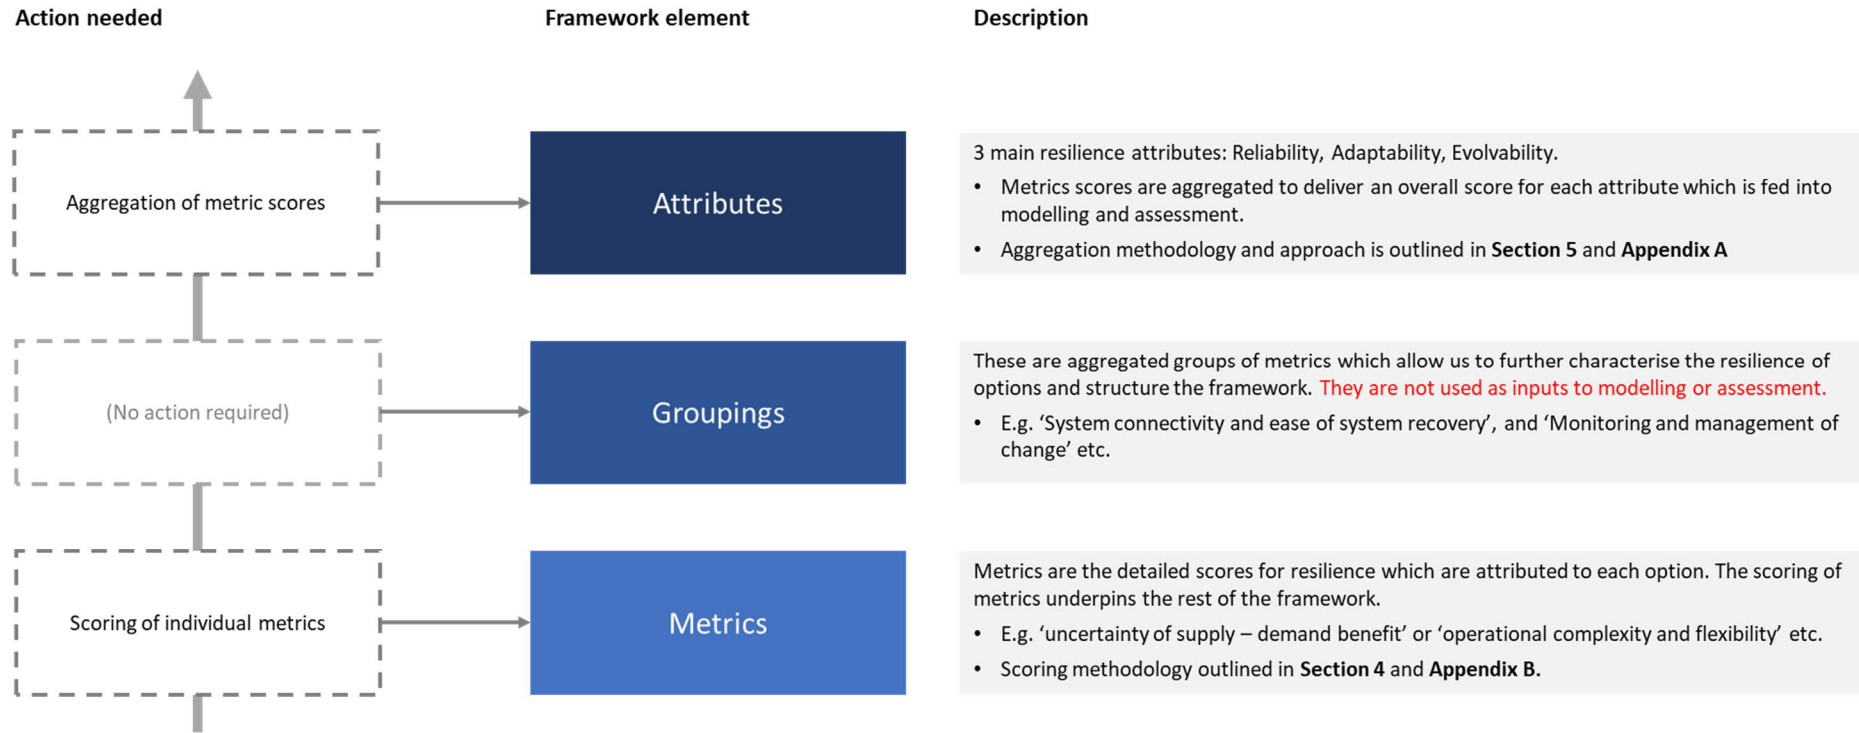 Action needed
Framework element
Description
Aggregation of metric scores
Attributes
3 main resilience attributes: Reliability, Adaptability, Evolvability.
• Metrics scores are aggregated to deliver an overall score for each attribute which is fed into
modelling and assessment.
• Aggregation methodology and approach is outlined in Section 5 and Appendix A
(No action required)
Groupings
These are aggregated groups of metrics which allow us to further characterise the resilience of
options and structure the framework. They are not used as inputs to modelling or assessment.
• E.g. ‘System connectivity and ease of system recovery’, and ‘Monitoring and management of
change’ etc.
Scoring of individual metrics
Metrics
Metrics are the detailed scores for resilience which are attributed to each option. The scoring of
metrics underpins the rest of the framework.
• E.g. ‘uncertainty of supply – demand benefit’ or ‘operational complexity and flexibility’ etc.
• Scoring methodology outlined in Section 4 and Appendix B.